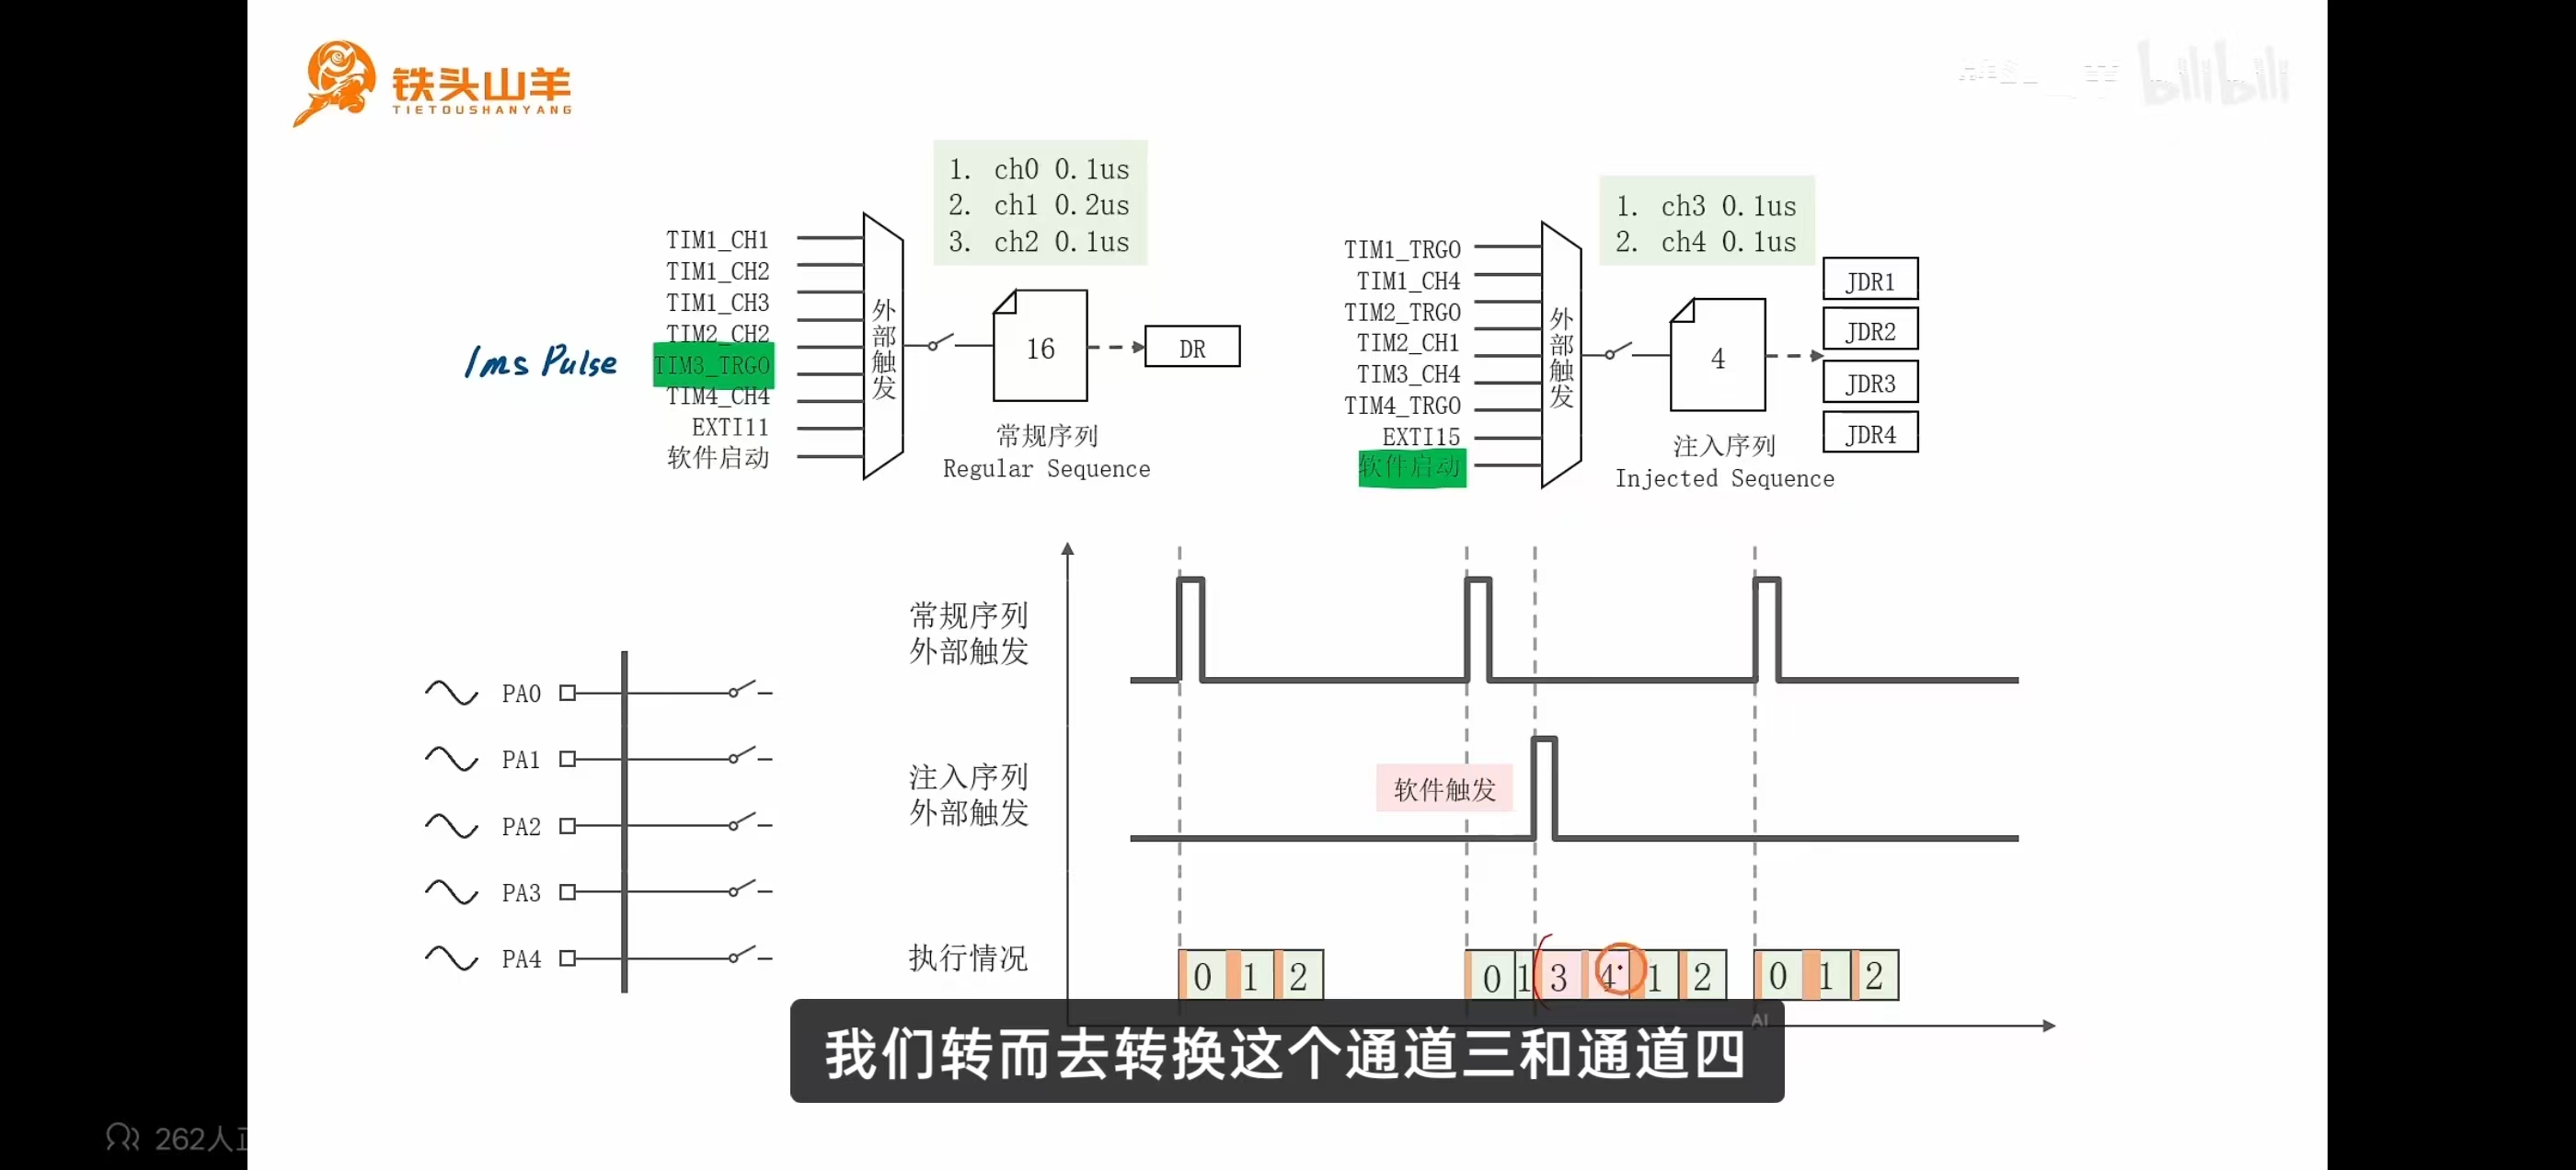 铁头山羊
TIETOUSHANYANG
bilibili
1. ch0 0.1us
2. ch1 0.2us
3. ch2 0.1us
TIM1_CH1
TIM1_CH2
TIM1_CH3
TIM2_CH2
1ms Pulse
TIM3_TRGO
TIM4_CH4
EXTI11
软件启动
外部触发
16
DR
常规序列
Regular Sequence
1. ch3 0.1us
2. ch4 0.1us
TIM1_TRGO
TIM1_CH4
TIM2_TRGO
TIM2_CH1
TIM3_CH4
TIM4_TRGO
EXTI15
软件启动
外部触发
4
JDR1
JDR2
JDR3
JDR4
注入序列
Injected Sequence
PA0
PA1
PA2
PA3
PA4
常规序列
外部触发
注入序列
外部触发
软件触发
执行情况
0 1 2
0 1 3 4 1 2
0 1 2
AI
我们转而去转换这个通道三和通道四
262人